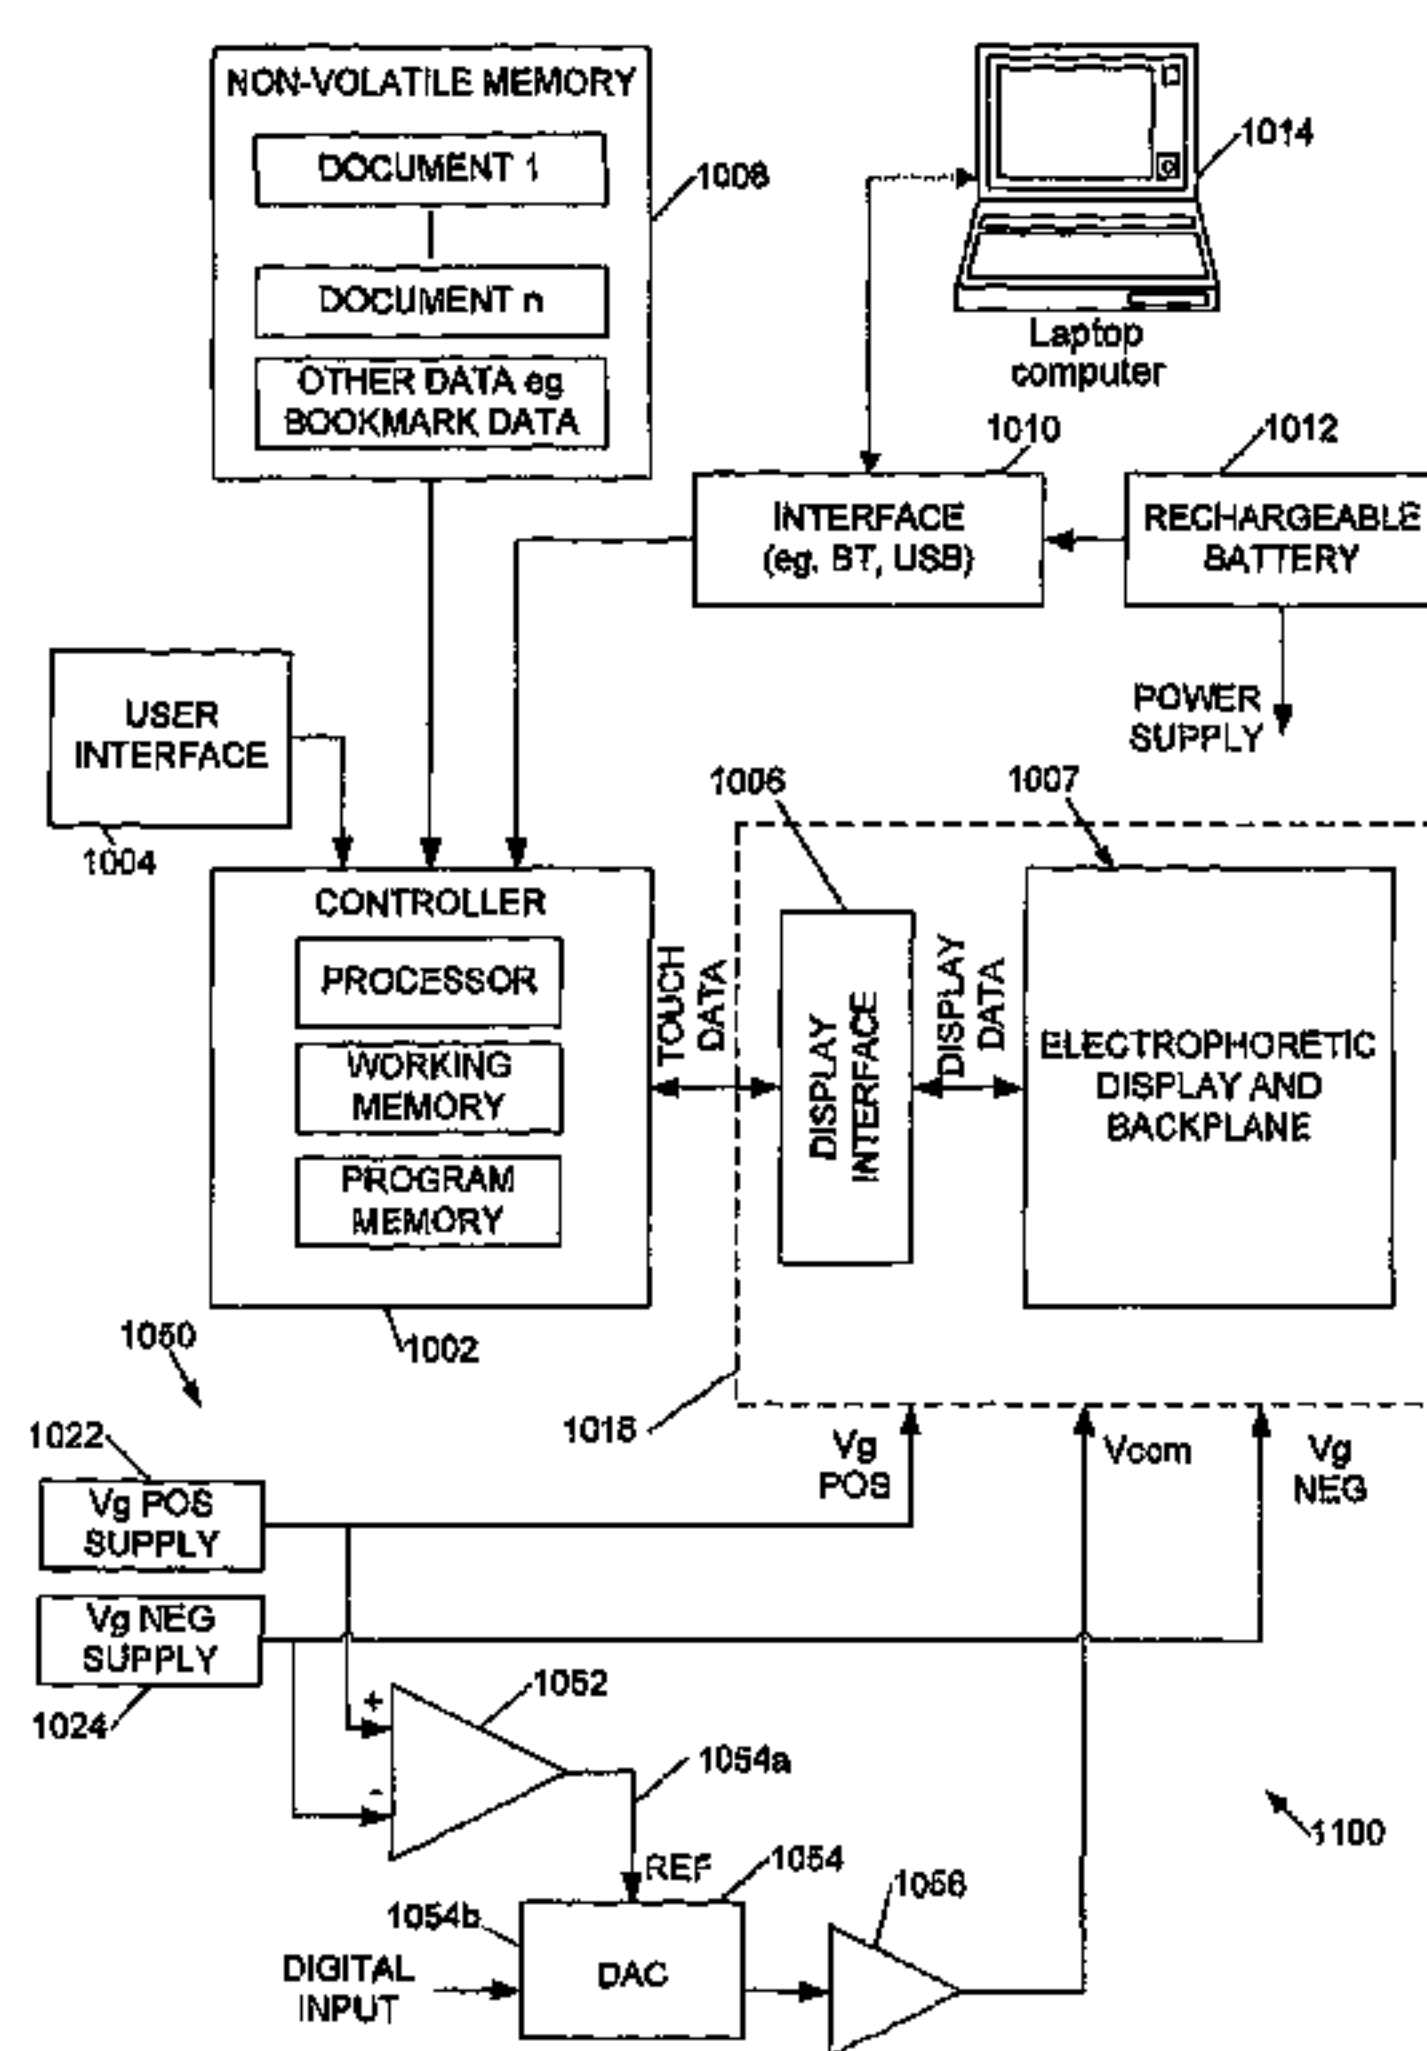 NON-VOLATILE MEMORY
DOCUMENT 1
DOCUMENT n
OTHER DATA eg
BOOKMARK DATA
1008
1014
Laptop
computer
1010
1012
INTERFACE
(eg. BT, USB)
RECHARGEABLE
BATTERY
POWER
SUPPLY
USER
INTERFACE
1004
1006
1007
CONTROLLER
PROCESSOR
WORKING
MEMORY
PROGRAM
MEMORY
1002
TOUCH
DATA
DISPLAY
INTERFACE
DISPLAY
DATA
ELECTROPHORETIC
DISPLAY AND
BACKPLANE
1050
1018
1022
Vg POS
SUPPLY
Vg
POS
Vcom
Vg
NEG
Vg NEG
SUPPLY
1024
+
-
1052
1054a
REF
1054
1054b
DIGITAL
INPUT
DAC
1056
1100